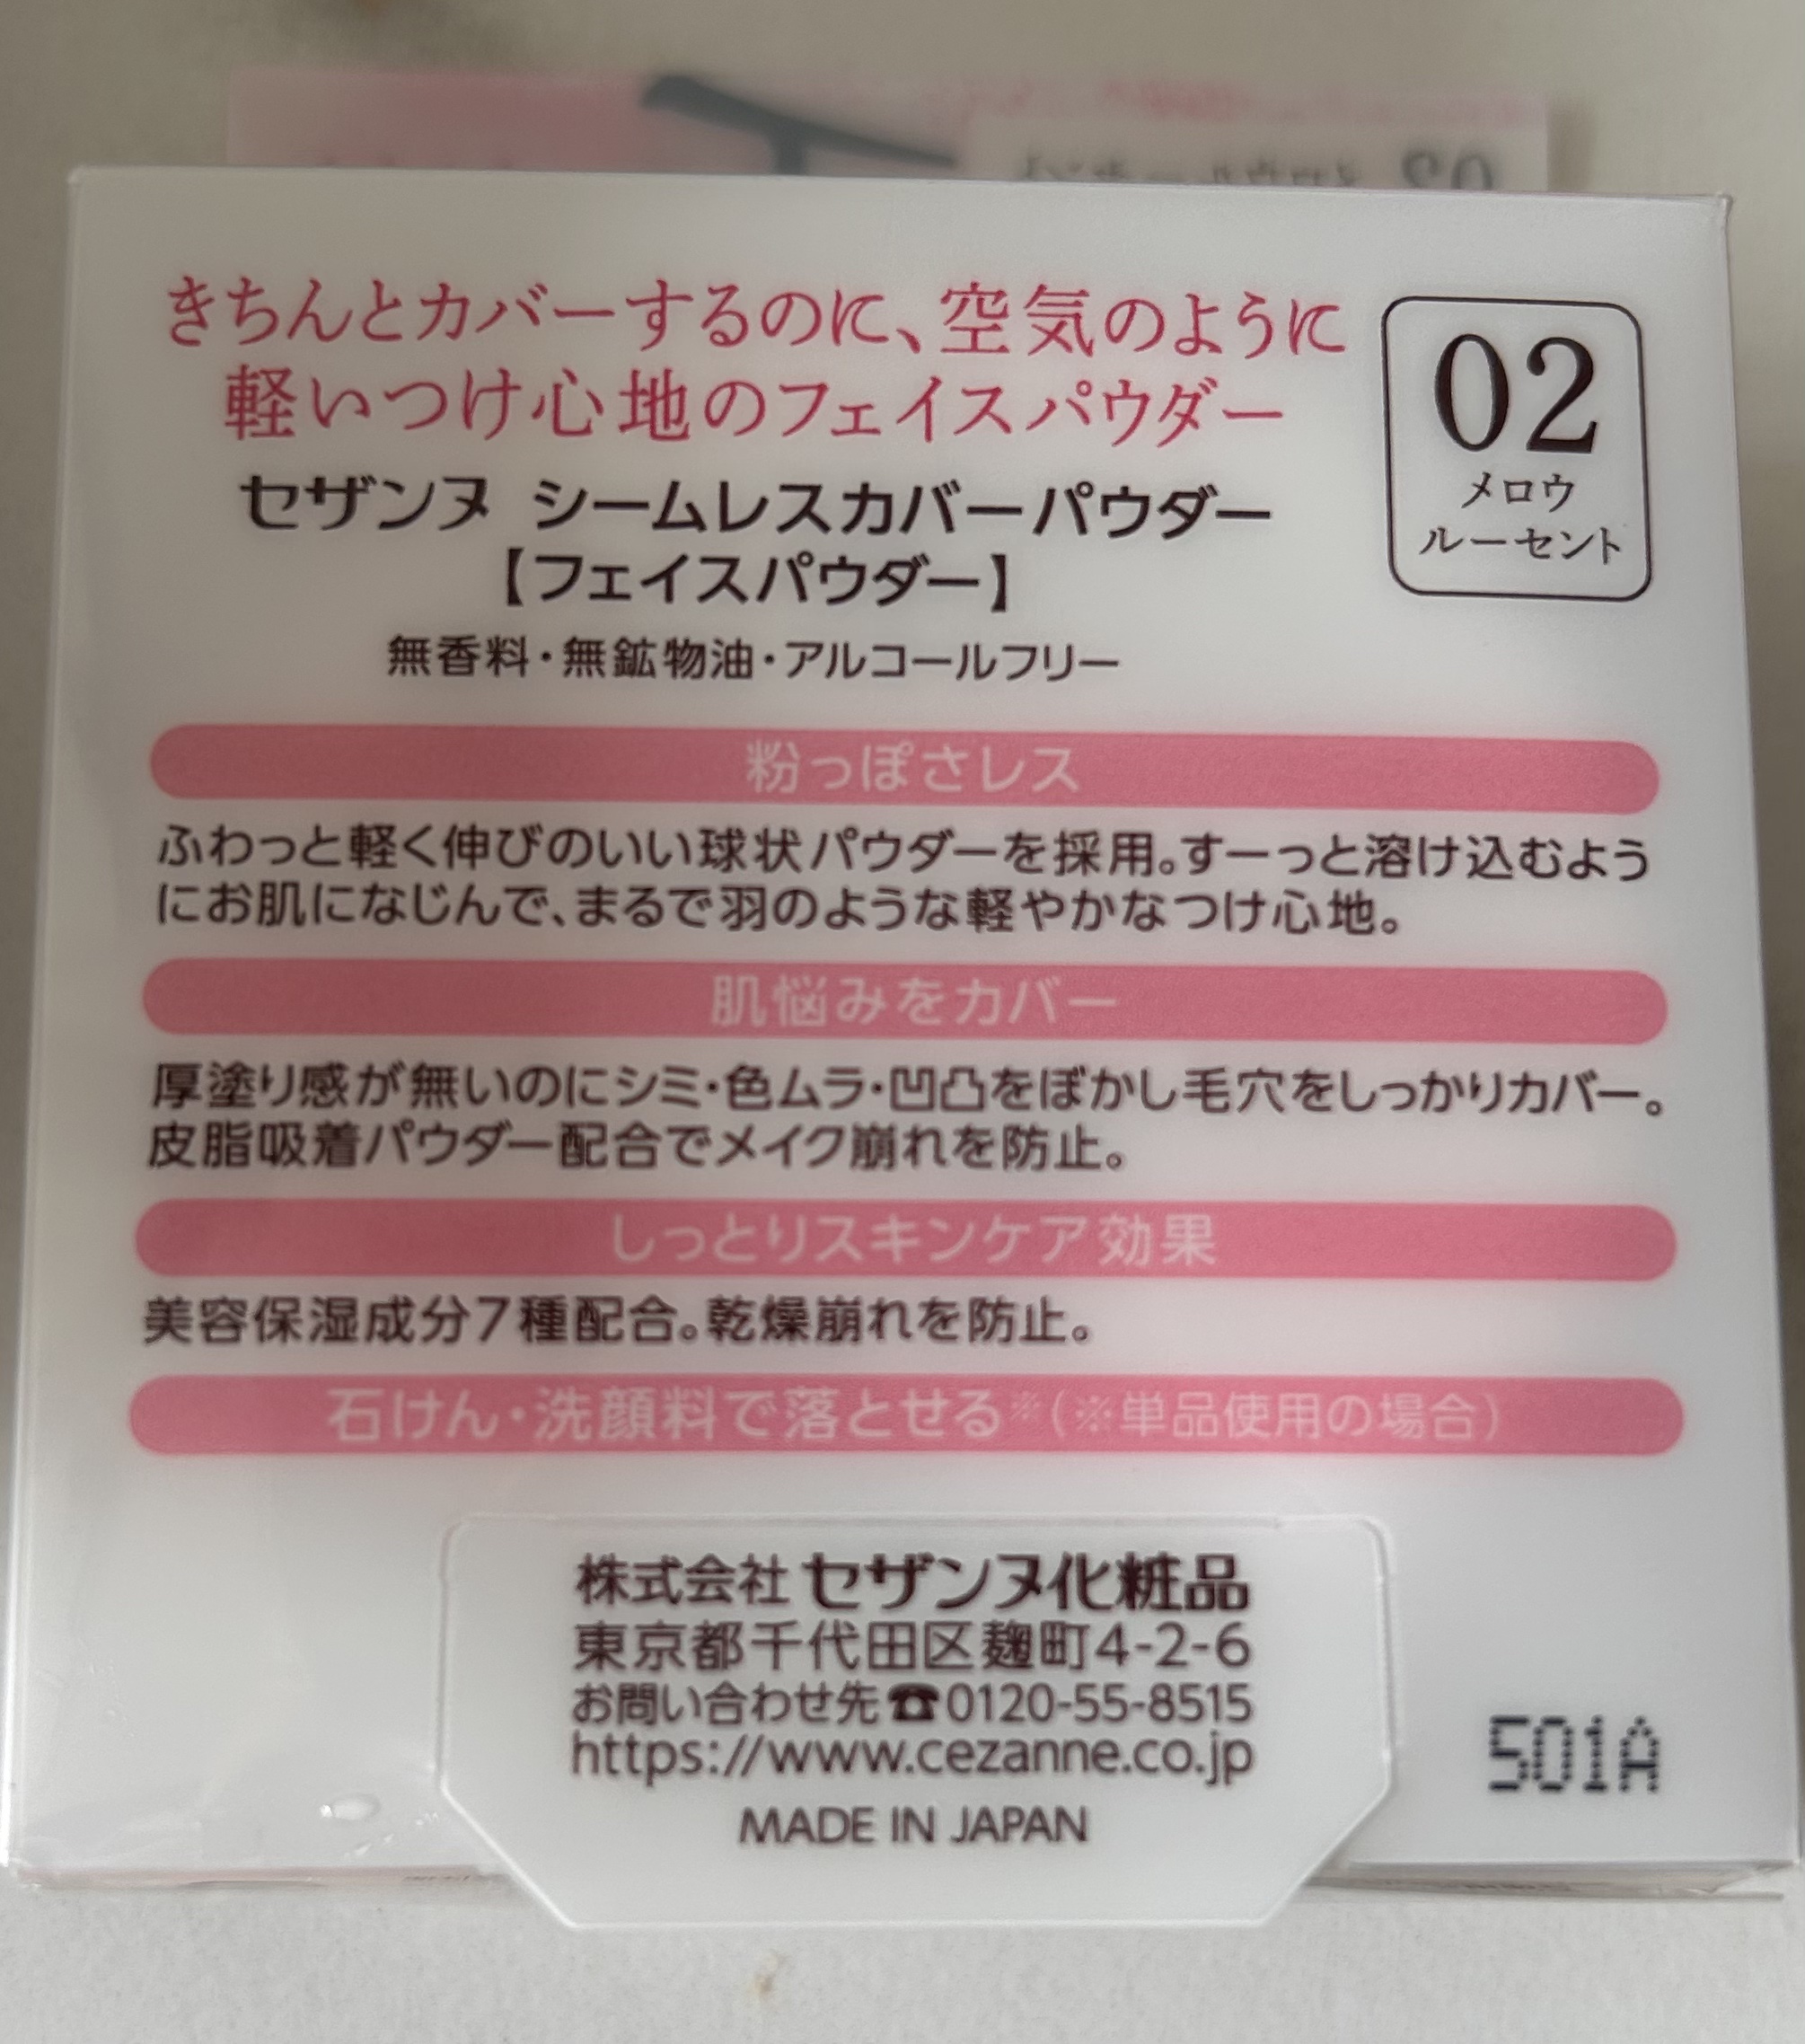 きちんとカバーするのに、空気のように
軽いつけ心地のフェイスパウダー
02
メロウ
ルーセント
セザンヌ シームレスカバーパウダー
【フェイスパウダー】
無香料・無鉱物油・アルコールフリー
粉っぽさレス
ふわっと軽く伸びのいい球状パウダーを採用。すーっと溶け込むよう
にお肌になじんで、まるで羽のような軽やかなつけ心地。
肌悩みをカバー
厚塗り感が無いのにシミ・色ムラ・凹凸をぼかし毛穴をしっかりカバー。
皮脂吸着パウダー配合でメイク崩れを防止。
しっとりスキンケア効果
美容保湿成分7種配合。乾燥崩れを防止。
石けん・洗顔料で落とせる※(※単品使用の場合)
株式会社 セザンヌ化粧品
東京都千代田区麹町4-2-6
お問い合わせ先☎0120-55-8515
https://www.cezanne.co.jp
MADE IN JAPAN
501A